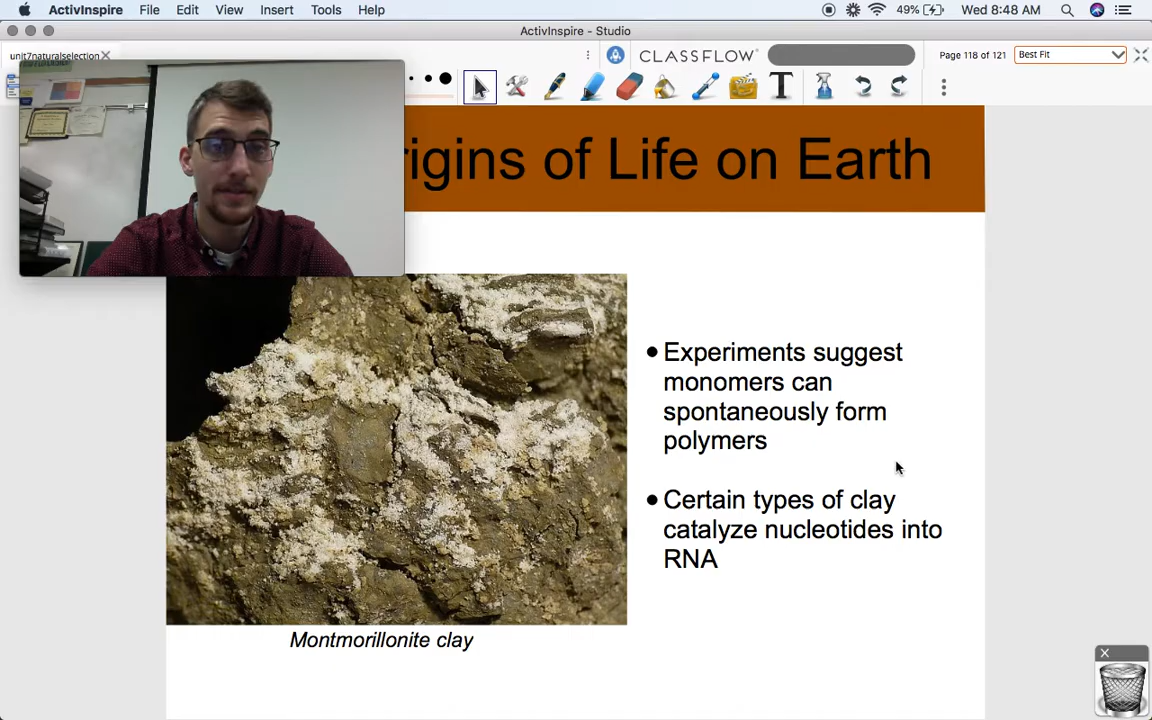 ActivInspire File Edit View Insert Tools Help 49% Wed 8:48 AM
ActivInspire - Studio
unit7naturalselection
CLASSFLOW
Page 118 of 121 Best Fit
T
rigins of Life on Earth
• Experiments suggest
monomers can
spontaneously form
polymers
• Certain types of clay
catalyze nucleotides into
RNA
Montmorillonite clay